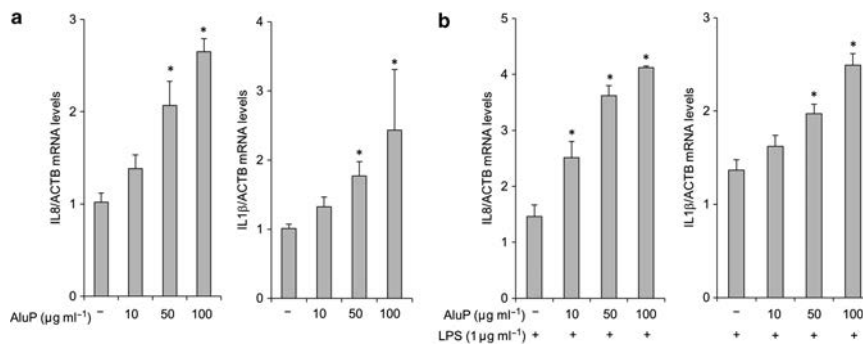 a
b
IL8/ACTB mRNA levels
3
2
1
0
*
*
IL1β/ACTB mRNA levels
4
3
2
1
0
*
*
IL8/ACTB mRNA levels
5
4
3
2
1
0
*
*
*
IL1β/ACTB mRNA levels
3
2
1
0
*
*
AluP (µg ml⁻¹) – 10 50 100
– 10 50 100
AluP (µg ml⁻¹) – 10 50 100
– 10 50 100
LPS (1 µg ml⁻¹) + + + +
+ + + +